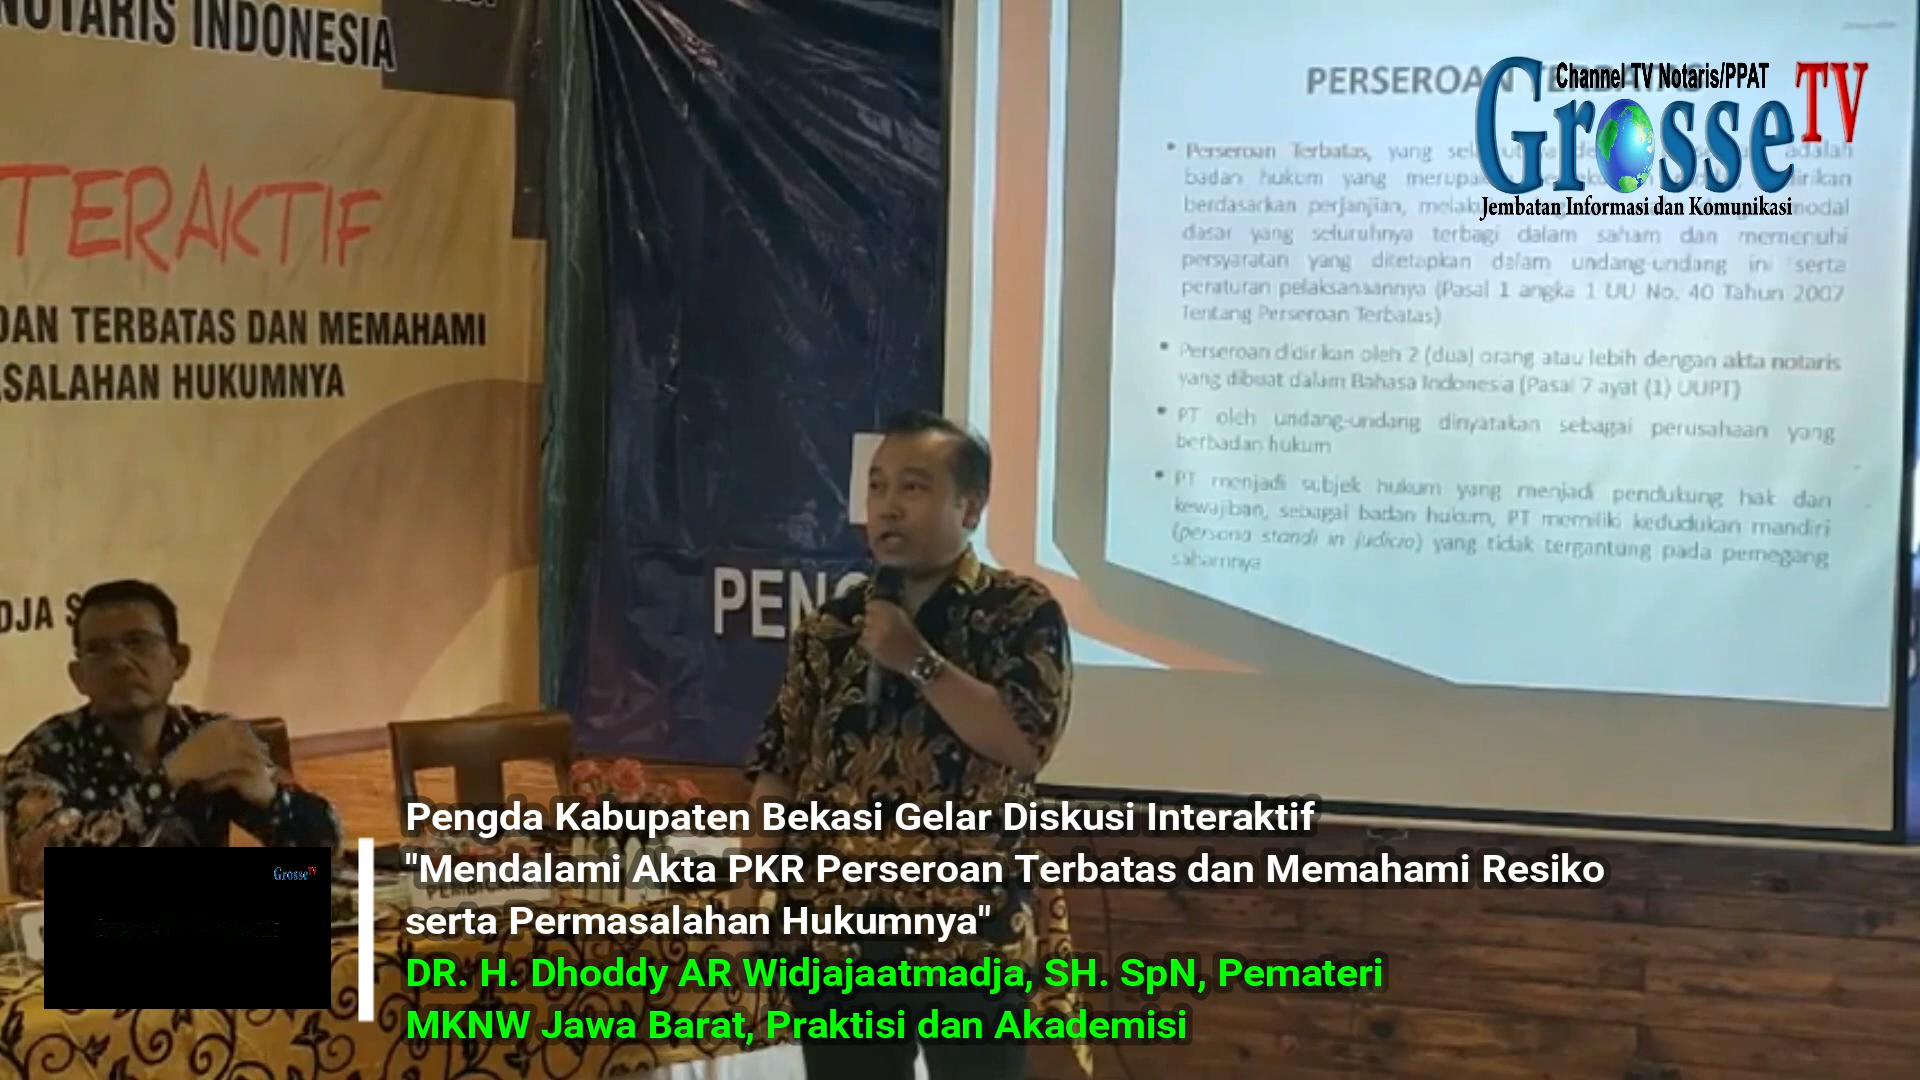 NOTARIS INDONESIA
TERAKTIF
TERBATAS DAN MEMAHAMI
HUKUMNYA
PERSEROAN
Channel TV Notaris/PPAT
Grosse TV
Jembatan Informasi dan Komunikasi
• Perseroan Terbatas, yang adalah
badan hukum yang
berdasarkan perjanjian, modal
dasar yang seluruhnya terbagi dalam saham dan memenuhi
persyaratan yang ditetapkan dalam undang-undang ini serta
peraturan pelaksanaannya (Pasal 1 angka 1 UU No. 40 Tahun 2007
Tentang Perseroan Terbatas)
• Perseroan didirikan oleh 2 (dua) orang atau lebih dengan akta notaris
yang dibuat dalam Bahasa Indonesia (Pasal 7 ayat (1) UUPT)
• PT oleh undang-undang dinyatakan sebagai perusahaan yang
berbadan hukum
• PT menjadi subjek hukum yang menjadi pendukung hak dan
kewajiban, sebagai badan hukum, PT memiliki kedudukan mandiri
(persona standi in judicio) yang tidak tergantung pada pemegang
sahamnya
Pengda Kabupaten Bekasi Gelar Diskusi Interaktif
"Mendalami Akta PKR Perseroan Terbatas dan Memahami Resiko
serta Permasalahan Hukumnya"
DR. H. Dhoddy AR Widjajaatmadja, SH. SpN, Pemateri
MKNW Jawa Barat, Praktisi dan Akademisi
Grosse TV